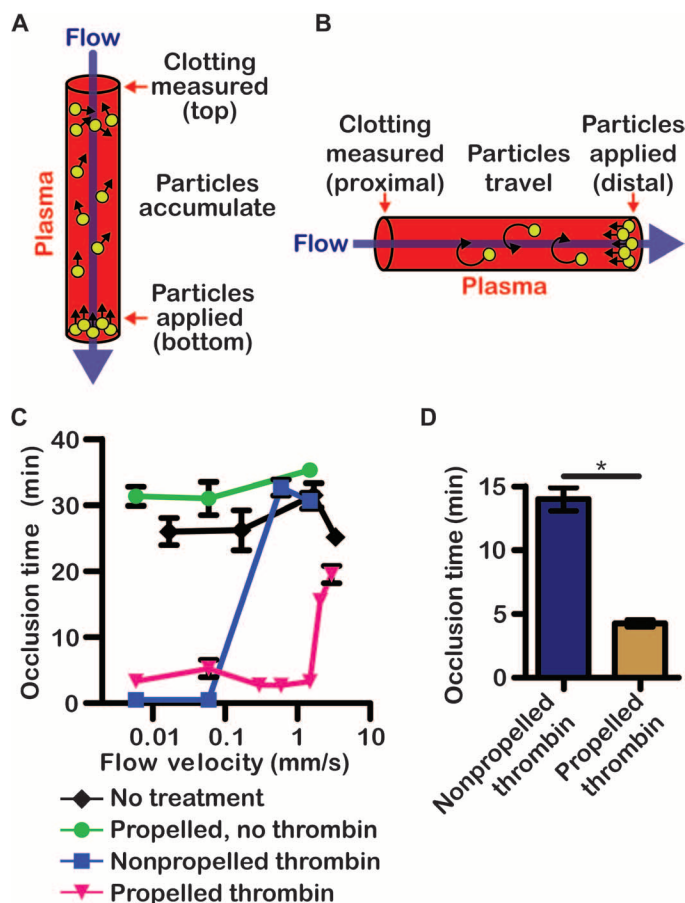 A
Flow
Clotting
measured
(top)
Particles
accumulate
Plasma
Particles
applied
(bottom)
B
Clotting
measured
(proximal)
Particles
travel
Particles
applied
(distal)
Flow
Plasma
C
Occlusion time (min)
40
30
20
10
0
0.01
0.1
1
10
Flow velocity (mm/s)
No treatment
Propelled, no thrombin
Nonpropelled thrombin
Propelled thrombin
D
Occlusion time (min)
15
10
5
0
*
Nonpropelled
thrombin
Propelled
thrombin